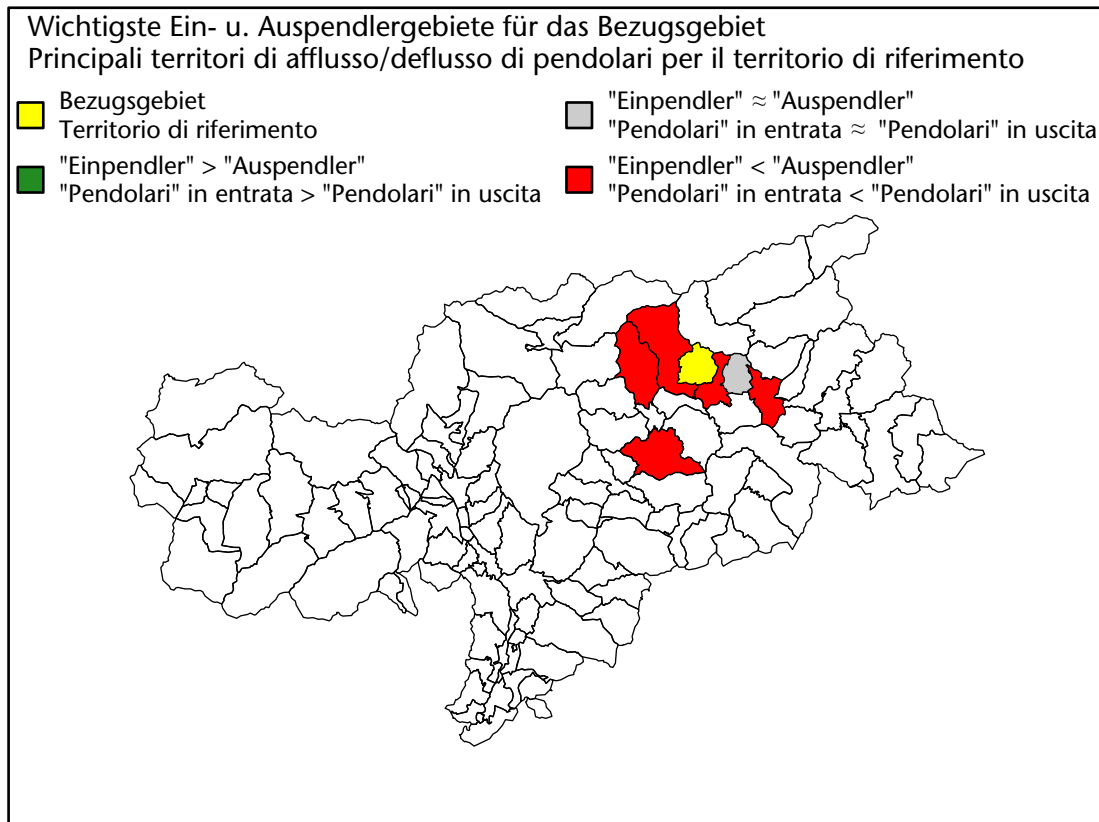 Wichtigste Ein- u. Auspendlergebiete für das Bezugsgebiet
Principali territori di afflusso/deflusso di pendolari per il territorio di riferimento
Bezugsgebiet
Territorio di riferimento
"Einpendler" ≈ "Auspendler"
"Pendolari" in entrata ≈ "Pendolari" in uscita
"Einpendler" > "Auspendler"
"Pendolari" in entrata > "Pendolari" in uscita
"Einpendler" < "Auspendler"
"Pendolari" in entrata < "Pendolari" in uscita